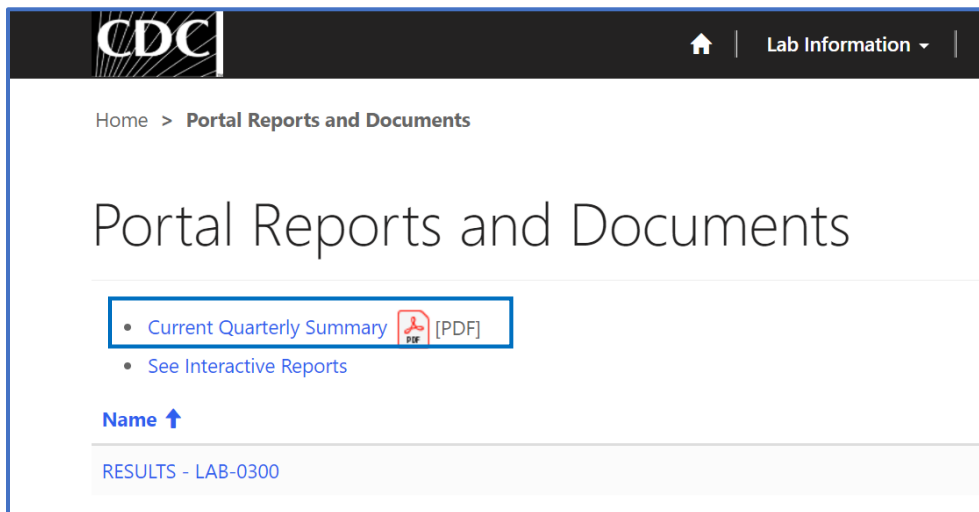 CDC
Lab Information
Home > Portal Reports and Documents
Portal Reports and Documents
• Current Quarterly Summary PDF [PDF]
• See Interactive Reports
Name
RESULTS - LAB-0300